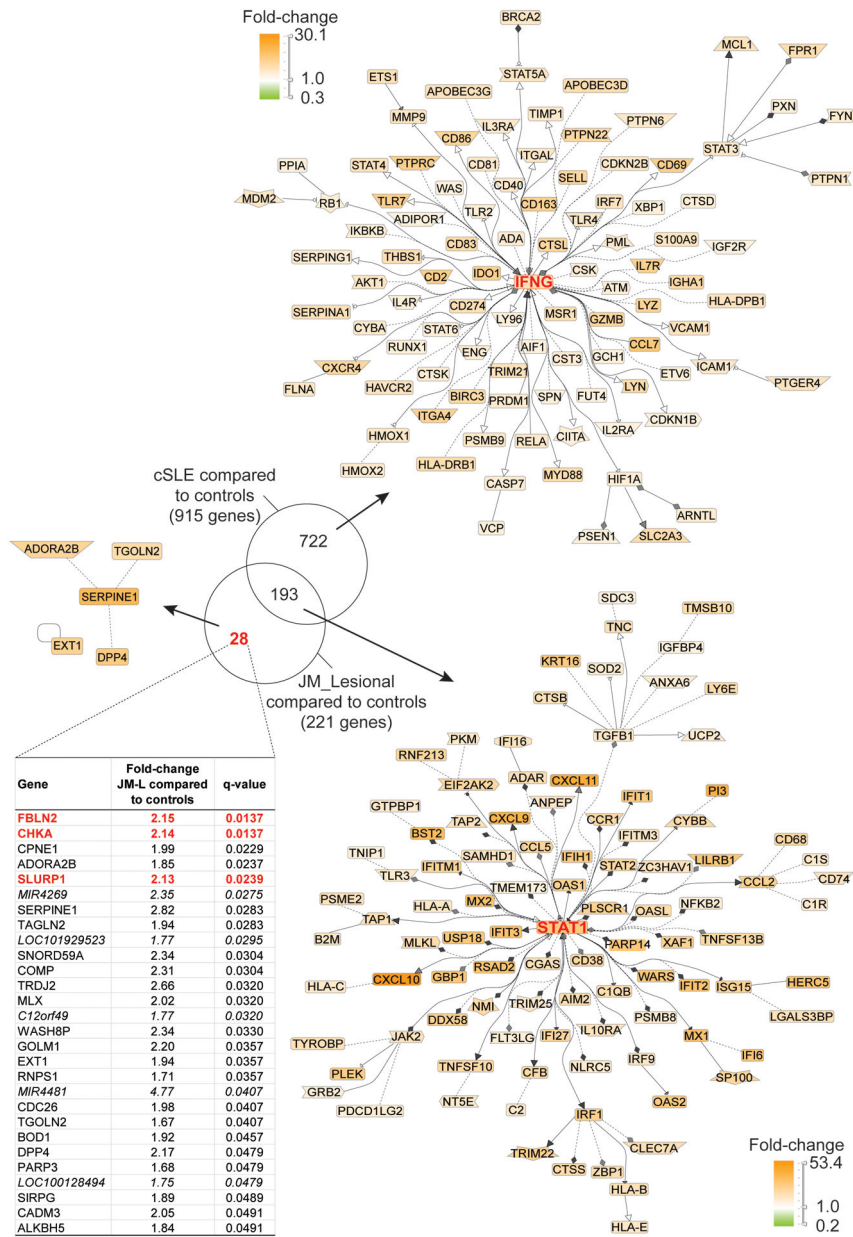 Fold-change
30.1
1.0
0.3
BRCA2
MCL1
FPR1
ETS1
STAT5A
APOBEC3G
APOBEC3D
PXN
FYN
MMP9
IL3RA
TIMP1
PTPN6
CD86
PTPN22
STAT3
PTPRC
CD81
ITGAL
CDKN2B
PTPN1
PPIA
STAT4
CD69
WAS
CD40
SELL
MDM2
RB1
TLR7
TLR2
CD163
IRF7
XBP1
CTSD
ADIPOR1
TLR4
IKBKB
CD83
ADA
PML
S100A9
IGF2R
SERPING1
THBS1
CTSL
CD2
IDO1
IFNG
CSK
IL7R
AKT1
ATM
IGHA1
SERPINA1
IL4R
CD274
MSR1
LYZ
HLA-DPB1
CYBA
STAT6
LY96
GZMB
VCAM1
RUNX1
ENG
AIF1
CCL7
CXCR4
CTSK
TRIM21
CST3
GCH1
ICAM1
FLNA
HAVCR2
ETV6
PTGER4
BIRC3
PRDM1
SPN
FUT4
LYN
ITGA4
CDKN1B
HMOX1
PSMB9
RELA
CIITA
IL2RA
HMOX2
HLA-DRB1
CASP7
MYD88
HIF1A
VCP
ARNTL
PSEN1
SLC2A3
cSLE compared
to controls
(915 genes)
722
193
28
JM_Lesional
compared to controls
(221 genes)
ADORA2B
TGOLN2
SERPINE1
EXT1
DPP4
SDC3
TMSB10
TNC
IGFBP4
KRT16
SOD2
ANXA6
CTSB
LY6E
TGFB1
UCP2
PKM
IFI16
RNF213
ADAR
CXCL11
EIF2AK2
ANPEP
IFIT1
PI3
GTPBP1
CXCL9
CCR1
CYBB
TAP2
BST2
CCL5
IFITM3
CD68
TNIP1
SAMHD1
IFIH1
STAT2
ZC3HAV1
LILRB1
C1S
IFITM1
TLR3
OAS1
CCL2
CD74
TMEM173
PSME2
MX2
PLSCR1
OASL
NFKB2
C1R
HLA-A
TAP1
STAT1
B2M
IFIT3
TNFSF13B
USP18
PARP14
XAF1
MLKL
CD38
HLA-C
RSAD2
CGAS
WARS
CXCL10
GBP1
HERC5
C1QB
IFIT2
ISG15
AIM2
NMI
TRIM25
PSMB8
LGALS3BP
DDX58
IL10RA
JAK2
FLT3LG
IFI27
MX1
TYROBP
IRF9
IFI6
NLRC5
PLEK
TNFSF10
CFB
SP100
GRB2
OAS2
NT5E
PDCD1LG2
C2
IRF1
TRIM22
CLEC7A
CTSS
ZBP1
HLA-B
HLA-E
Fold-change
53.4
1.0
0.2
Gene Fold-change JM-L compared to controls q-value
FBLN2 2.15 0.0137
CHKA 2.14 0.0137
CPNE1 1.99 0.0229
ADORA2B 1.85 0.0237
SLURP1 2.13 0.0239
MIR4269 2.35 0.0275
SERPINE1 2.82 0.0283
TAGLN2 1.94 0.0283
LOC101929523 1.77 0.0295
SNORD59A 2.34 0.0304
COMP 2.31 0.0304
TRDJ2 2.66 0.0320
MLX 2.02 0.0320
C12orf49 1.77 0.0320
WASH8P 2.34 0.0330
GOLM1 2.20 0.0357
EXT1 1.94 0.0357
RNPS1 1.71 0.0357
MIR4481 4.77 0.0407
CDC26 1.98 0.0407
TGOLN2 1.67 0.0407
BOD1 1.92 0.0457
DPP4 2.17 0.0479
PARP3 1.68 0.0479
LOC100128494 1.75 0.0479
SIRPG 1.89 0.0489
CADM3 2.05 0.0491
ALKBH5 1.84 0.0491